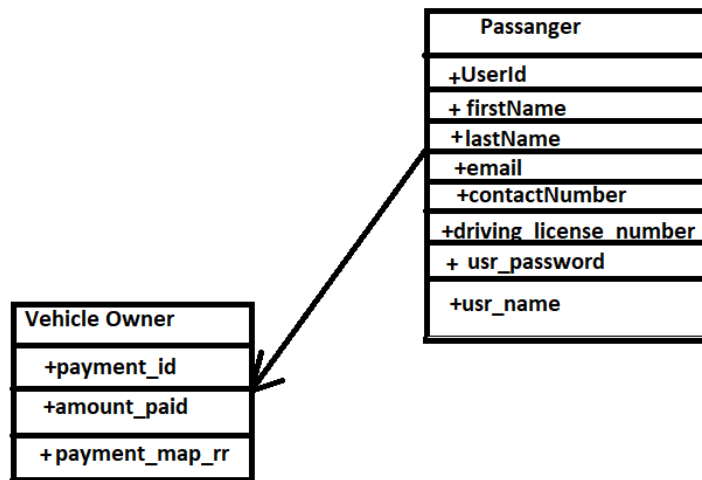 Passanger
+UserId
+ firstName
+lastName
+email
+contactNumber
+driving_license_number
+ usr_password
+usr_name
Vehicle Owner
+payment_id
+amount_paid
+payment_map_rr